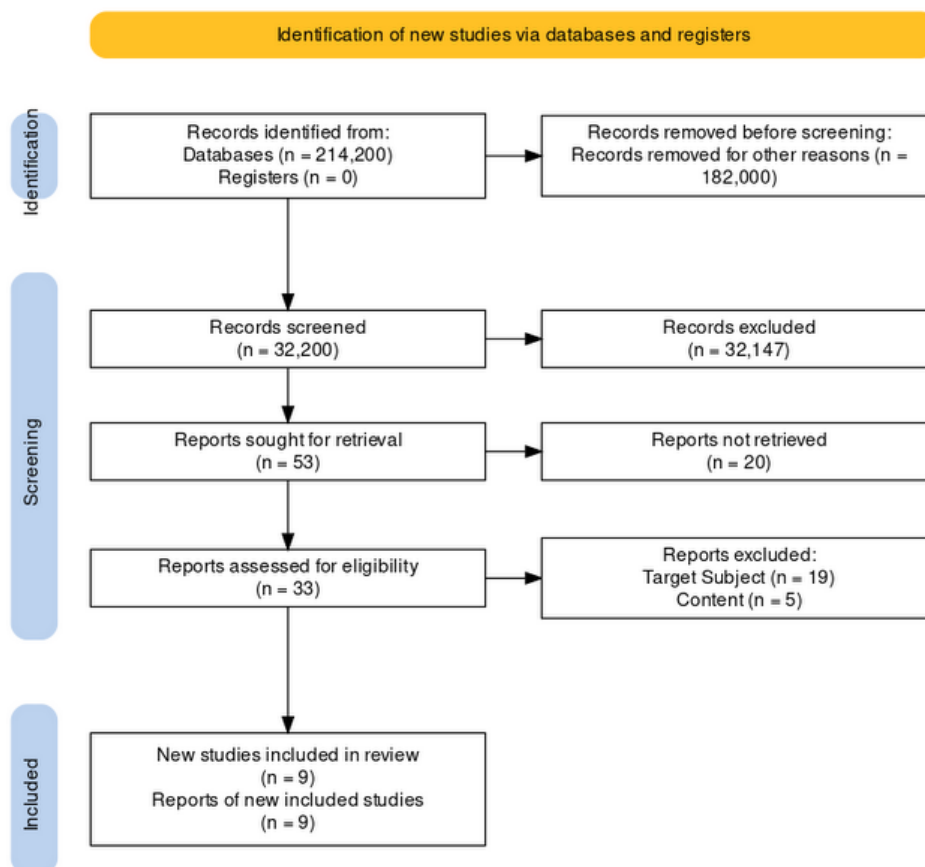 Identification of new studies via databases and registers
Identification
Records identified from:
Databases (n = 214,200)
Registers (n = 0)
Records removed before screening:
Records removed for other reasons (n =
182,000)
Screening
Records screened
(n = 32,200)
Records excluded
(n = 32,147)
Reports sought for retrieval
(n = 53)
Reports not retrieved
(n = 20)
Reports assessed for eligibility
(n = 33)
Reports excluded:
Target Subject (n = 19)
Content (n = 5)
Included
New studies included in review
(n = 9)
Reports of new included studies
(n = 9)